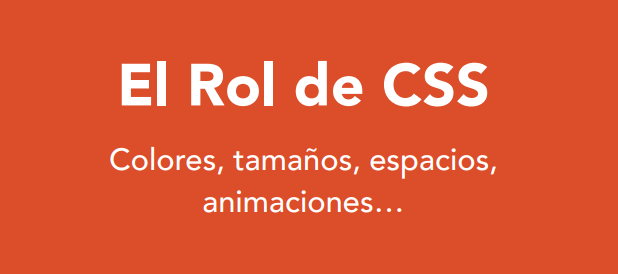 El Rol de CSS
Colores, tamaños, espacios,
animaciones…